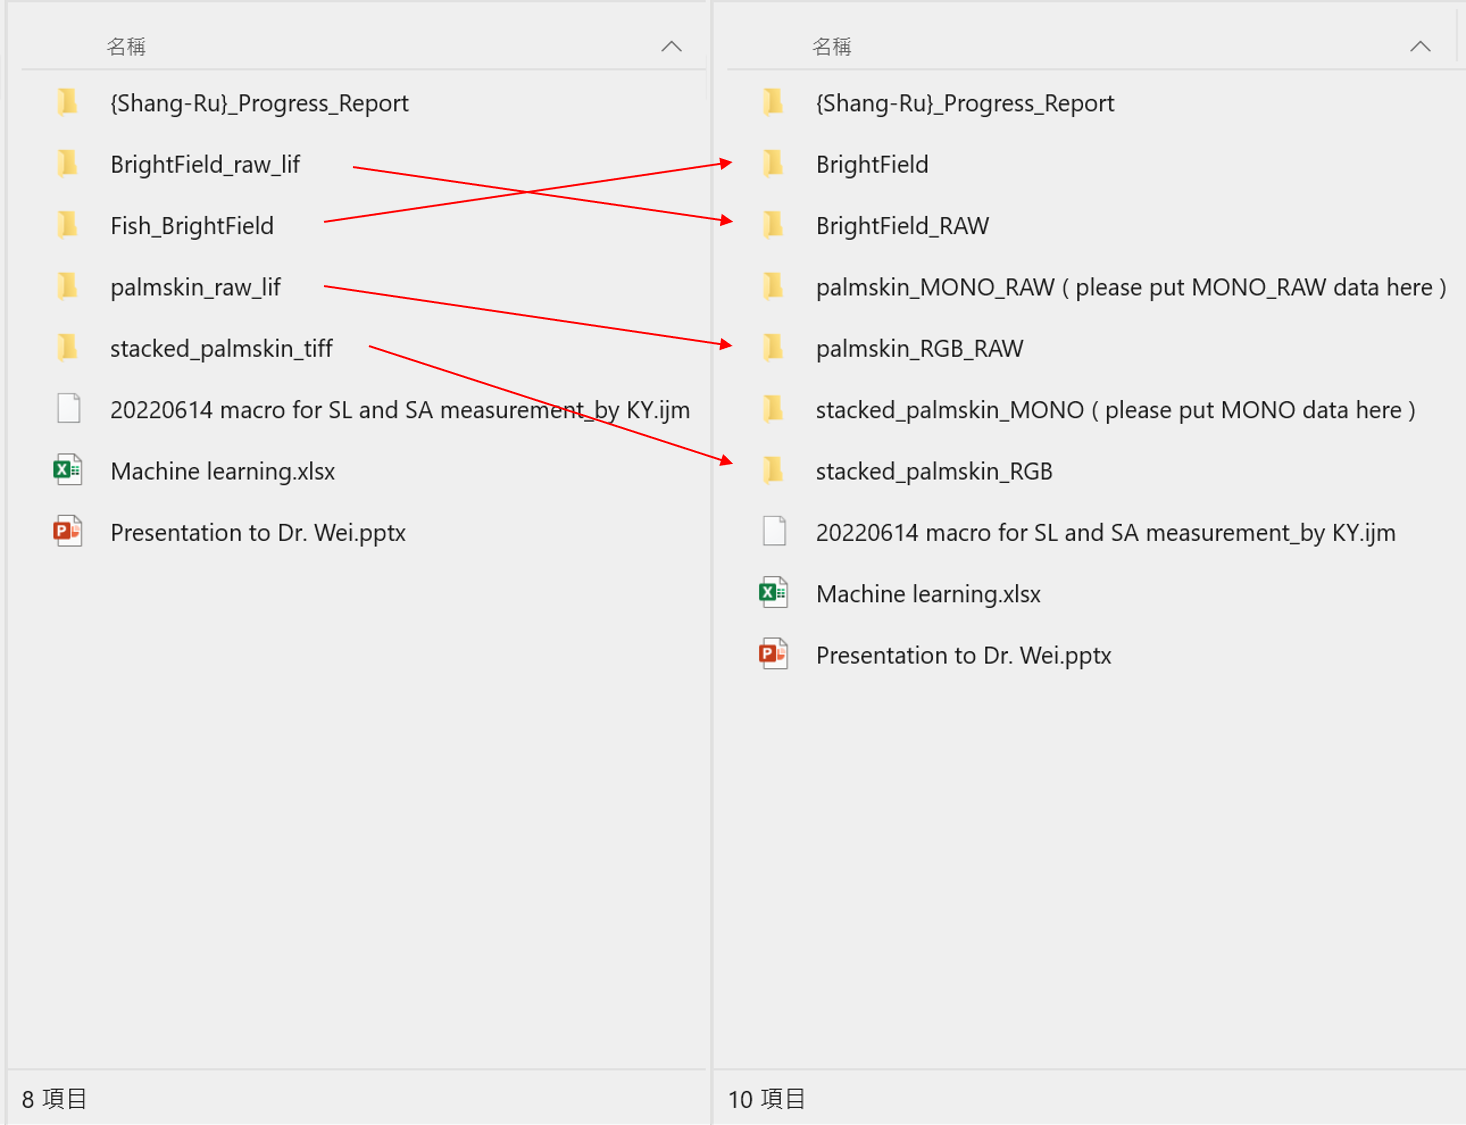 名稱
{Shang-Ru}_Progress_Report
BrightField_raw_lif
Fish_BrightField
palmskin_raw_lif
stacked_palmskin_tiff
20220614 macro for SL and SA measurement_by KY.ijm
Machine learning.xlsx
Presentation to Dr. Wei.pptx
8 項目
名稱
{Shang-Ru}_Progress_Report
BrightField
BrightField_RAW
palmskin_MONO_RAW ( please put MONO_RAW data here )
palmskin_RGB_RAW
stacked_palmskin_MONO ( please put MONO data here )
stacked_palmskin_RGB
20220614 macro for SL and SA measurement_by KY.ijm
Machine learning.xlsx
Presentation to Dr. Wei.pptx
10 項目